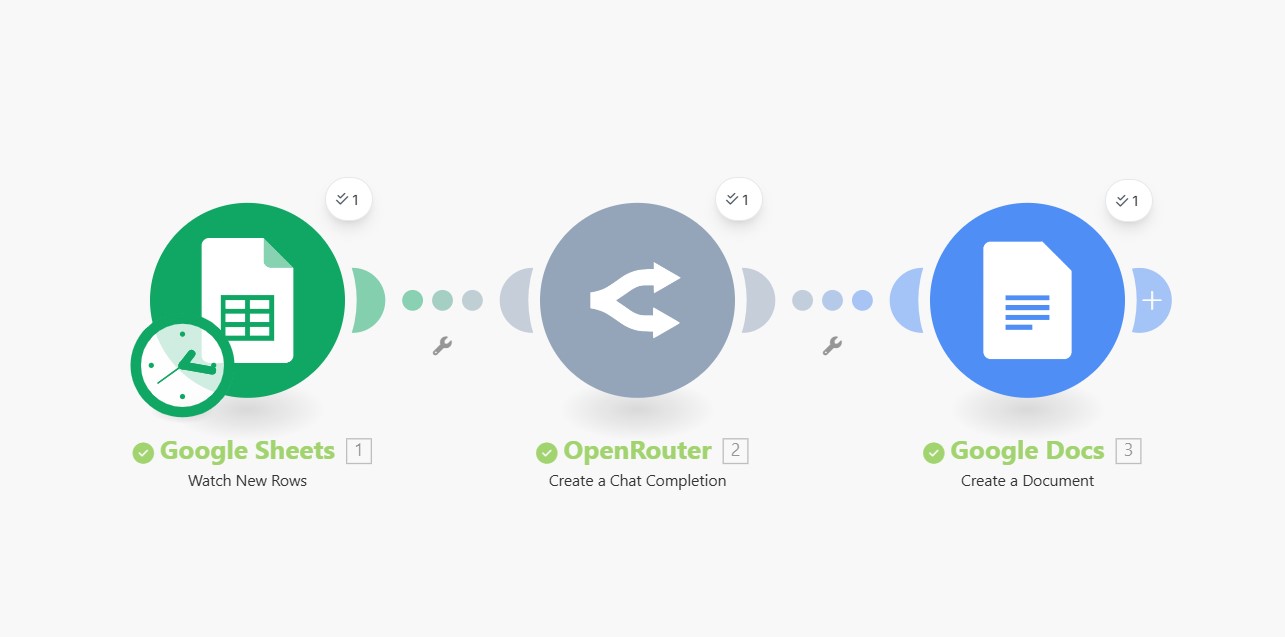 1
1
1
Google Sheets 1
Watch New Rows
OpenRouter 2
Create a Chat Completion
Google Docs 3
Create a Document